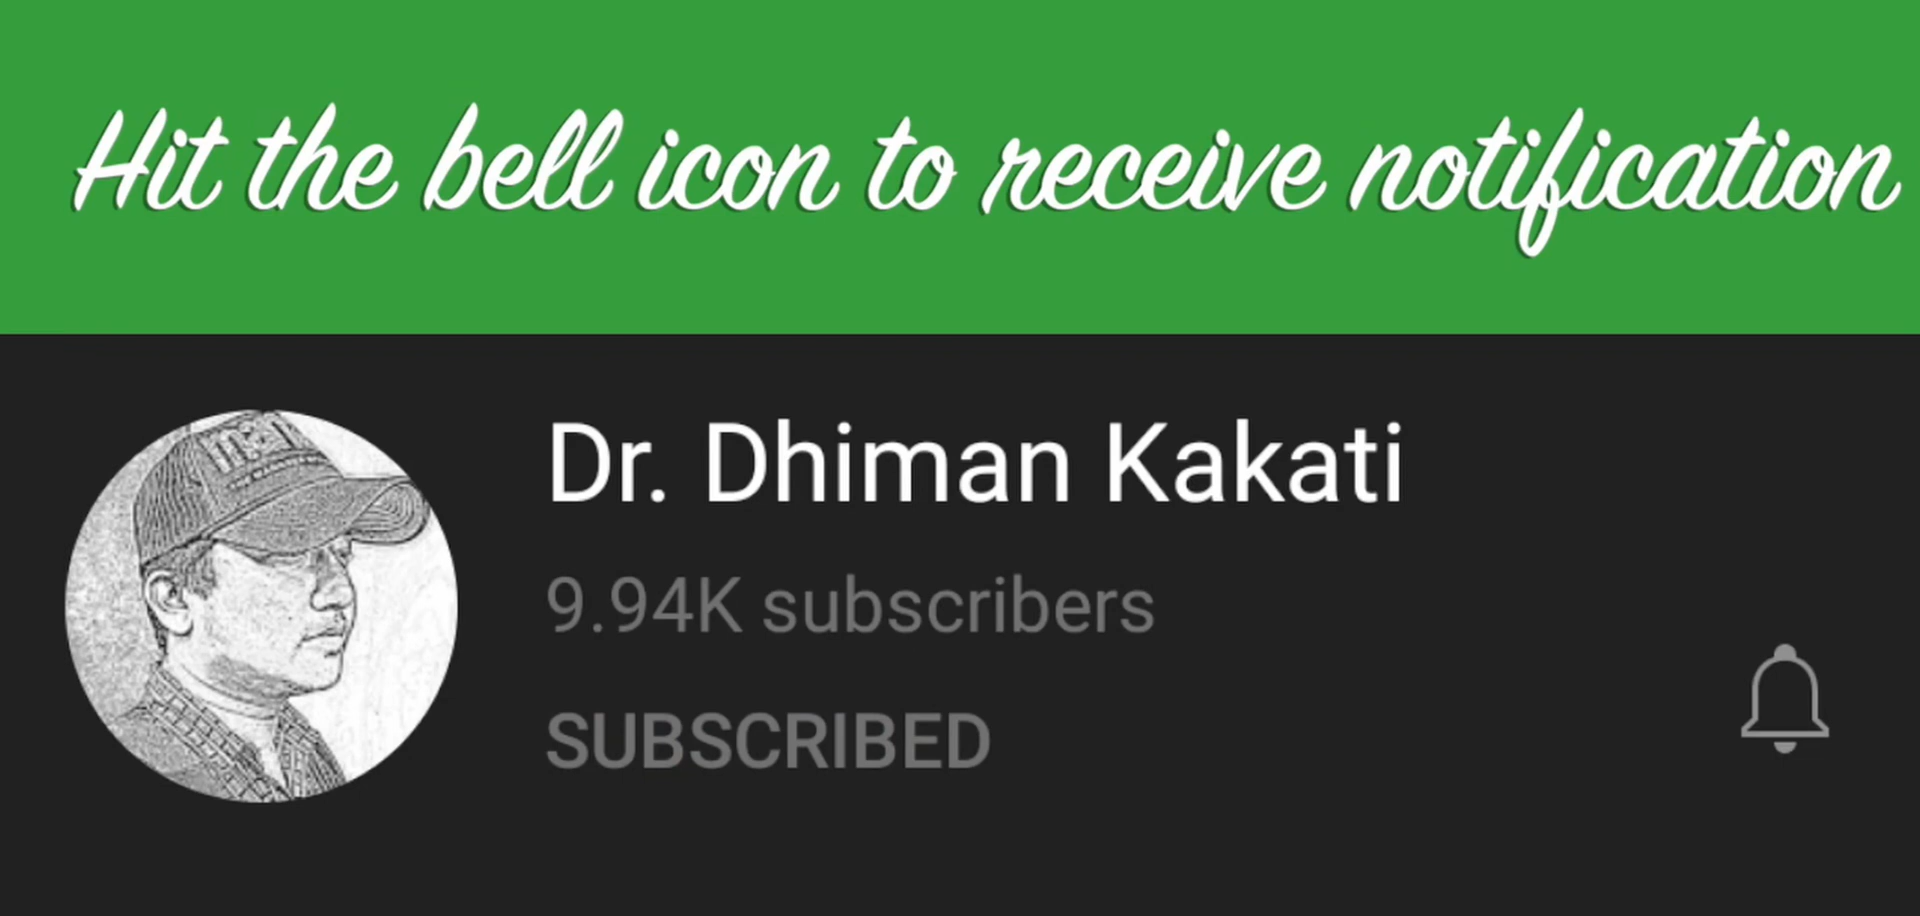 Hit the bell icon to receive notification
Dr. Dhiman Kakati
9.94K subscribers
SUBSCRIBED